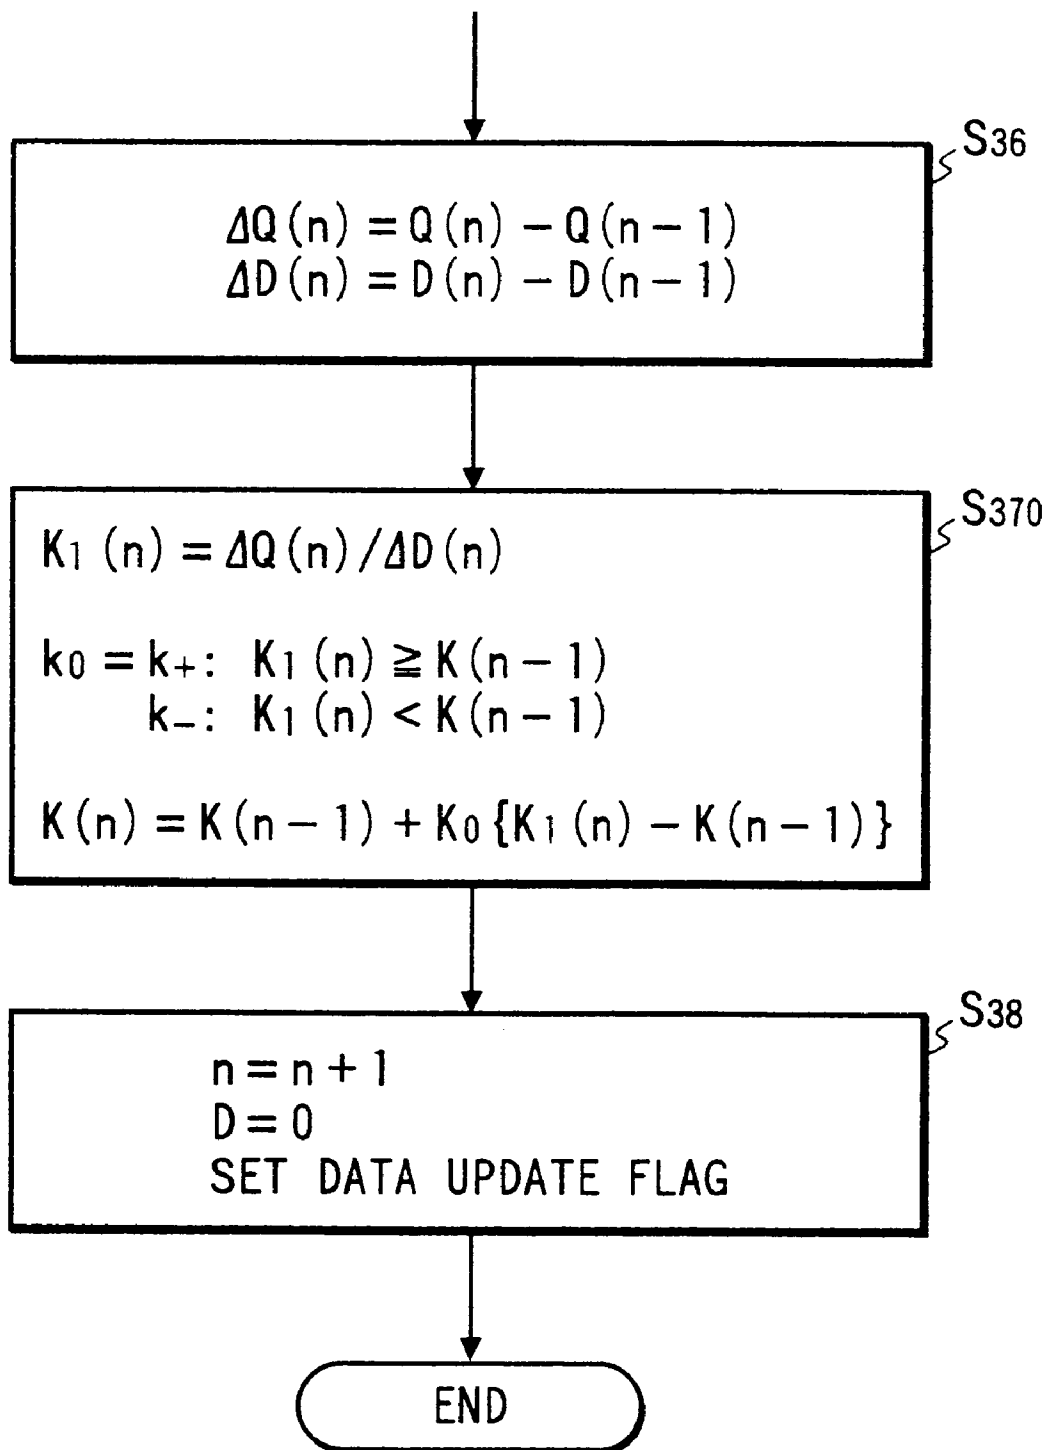 S36
ΔQ(n) = Q(n) − Q(n − 1)
ΔD(n) = D(n) − D(n − 1)
S370
K1(n) = ΔQ(n)/ΔD(n)
k0 = k+: K1(n) ≧ K(n − 1)
k−: K1(n) < K(n − 1)
K(n) = K(n − 1) + K0{K1(n) − K(n − 1)}
S38
n = n + 1
D = 0
SET DATA UPDATE FLAG
END